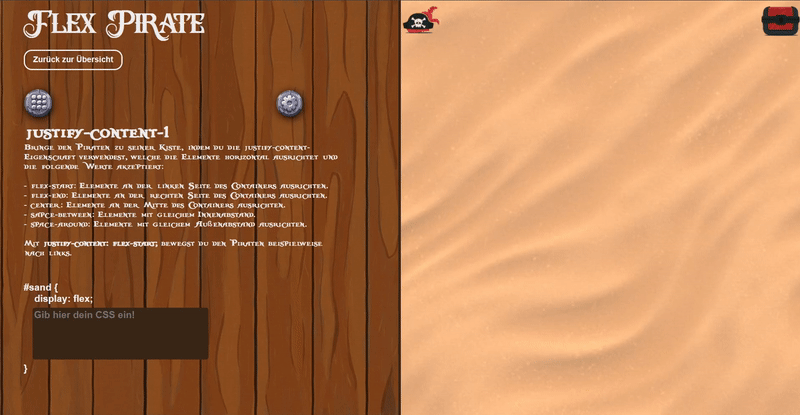 Flex Pirate
Zurück zur Übersicht
justify-content-1
Bringe den Piraten zu seiner Kiste, indem du die justify-content-
Eigenschaft verwendest, welche die Elemente horizontal ausrichtet und
die folgende Werte akzeptiert:
- flex-start: Elemente an der linken Seite des Containers ausrichten.
- flex-end: Elemente an der rechten Seite des Containers ausrichten.
- center: Elemente an der Mitte des Containers ausrichten.
- sapce-between: Elemente mit gleichem Innenabstand.
- space-around: Elemente mit gleichem Außenabstand ausrichten.
Mit justify-content: flex-start; bewegst du den Piraten beispielweise
nach links.
#sand {
display: flex;
Gib hier dein CSS ein!
}